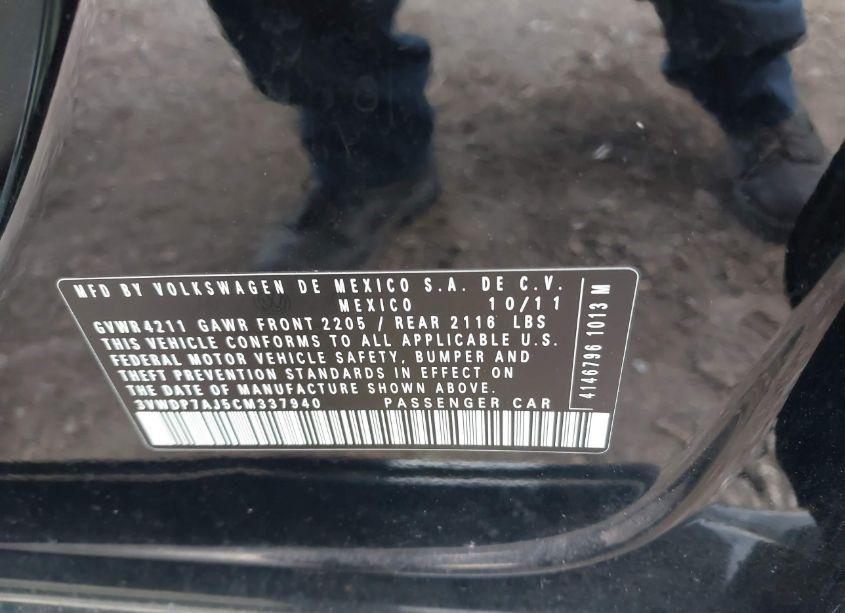 MFD BY VOLKSWAGEN DE MEXICO S.A. DE C.V.
MEXICO 10/11
GVWR 4211 GAWR FRONT 2205 / REAR 2116 LBS
THIS VEHICLE CONFORMS TO ALL APPLICABLE U.S.
FEDERAL MOTOR VEHICLE SAFETY, BUMPER AND
THEFT PREVENTION STANDARDS IN EFFECT ON
THE DATE OF MANUFACTURE SHOWN ABOVE.
3VWDP7AJ5CM337940 PASSENGER CAR
4146796 1013 M